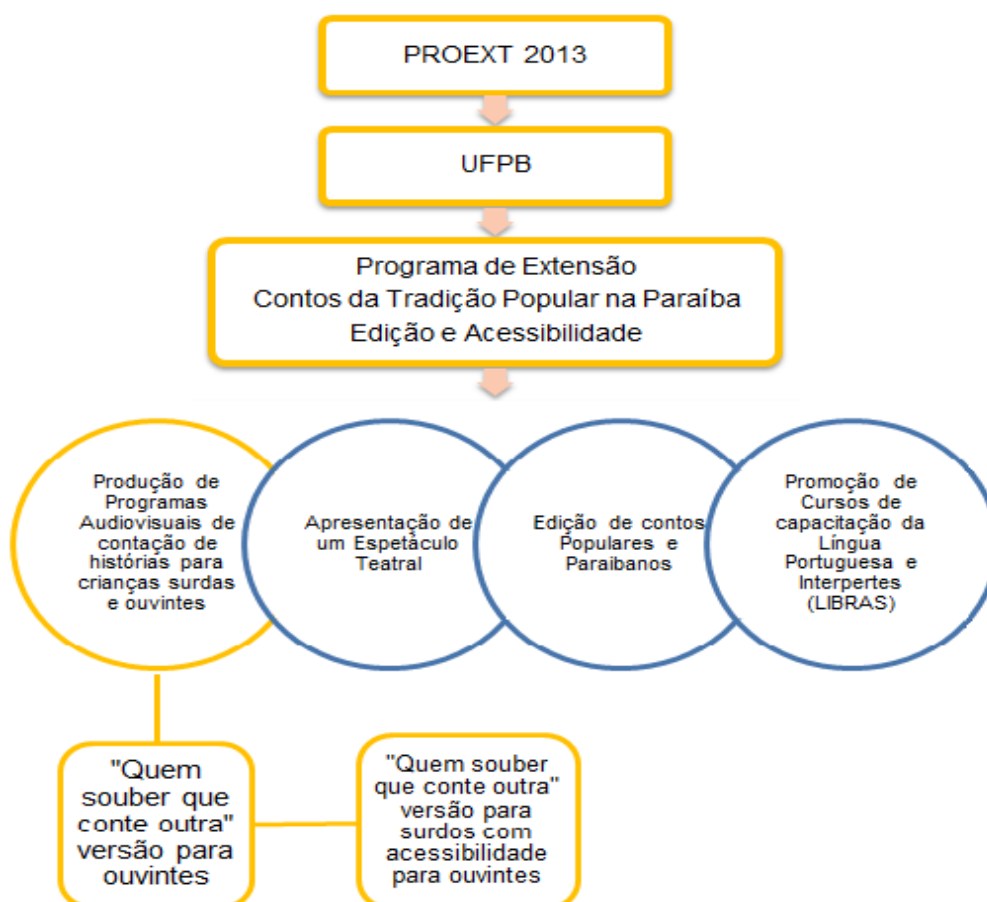 PROEXT 2013
UFPB
Programa de Extensão
Contos da Tradição Popular na Paraíba
Edição e Acessibilidade
Produção de
Programas
Audiovisuais de
contação de
histórias para
crianças surdas
e ouvintes
Apresentação de
um Espetáculo
Teatral
Edição de contos
Populares e
Paraibanos
Promoção de
Cursos de
capacitação da
Língua
Portuguesa e
Interpertes
(LIBRAS)
"Quem
souber que
conte outra"
versão para
ouvintes
"Quem souber
que conte outra"
versão para
surdos com
acessibilidade
para ouvintes